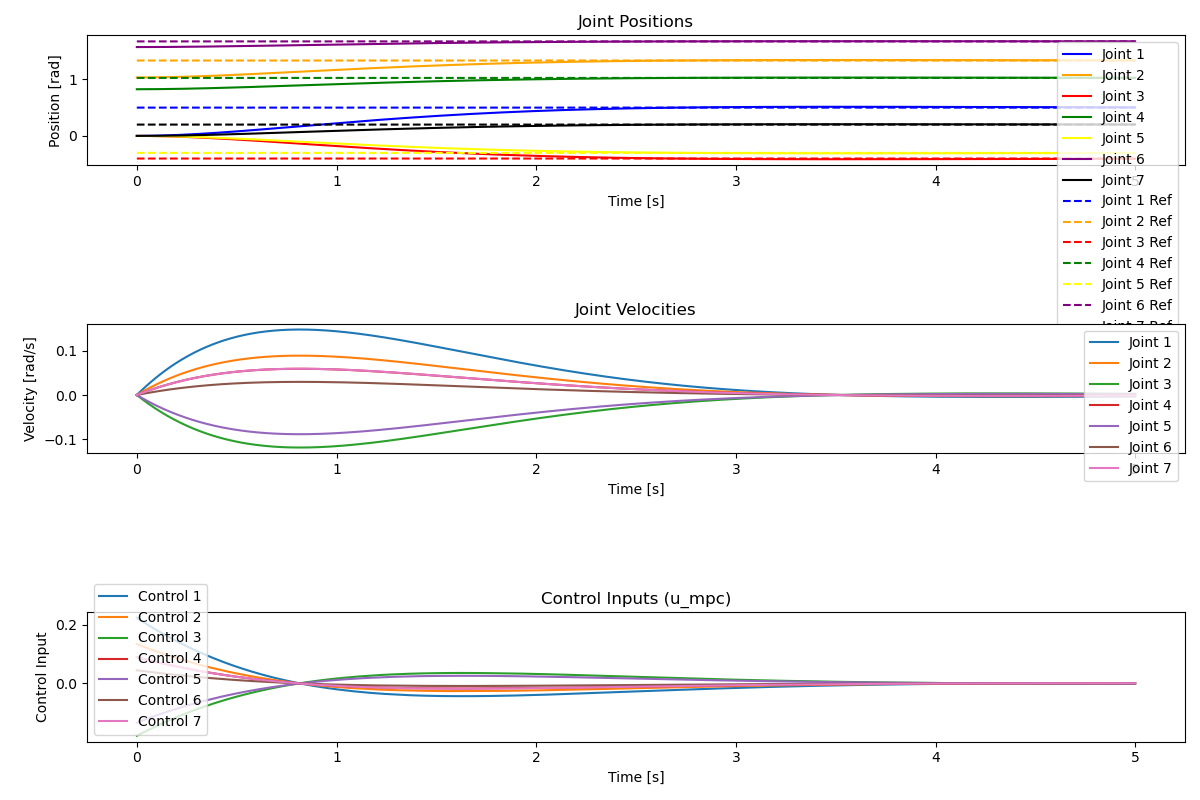 Joint Positions
Position [rad]
1
0
0
1
2
3
4
5
Time [s]
Joint 1
Joint 2
Joint 3
Joint 4
Joint 5
Joint 6
Joint 7
Joint 1 Ref
Joint 2 Ref
Joint 3 Ref
Joint 4 Ref
Joint 5 Ref
Joint 6 Ref
Joint 7 Ref
Joint Velocities
Velocity [rad/s]
0.1
0.0
−0.1
0
1
2
3
4
Time [s]
Joint 1
Joint 2
Joint 3
Joint 4
Joint 5
Joint 6
Joint 7
Control Inputs (u_mpc)
Control Input
0.2
0.0
0
1
2
3
4
5
Time [s]
Control 1
Control 2
Control 3
Control 4
Control 5
Control 6
Control 7